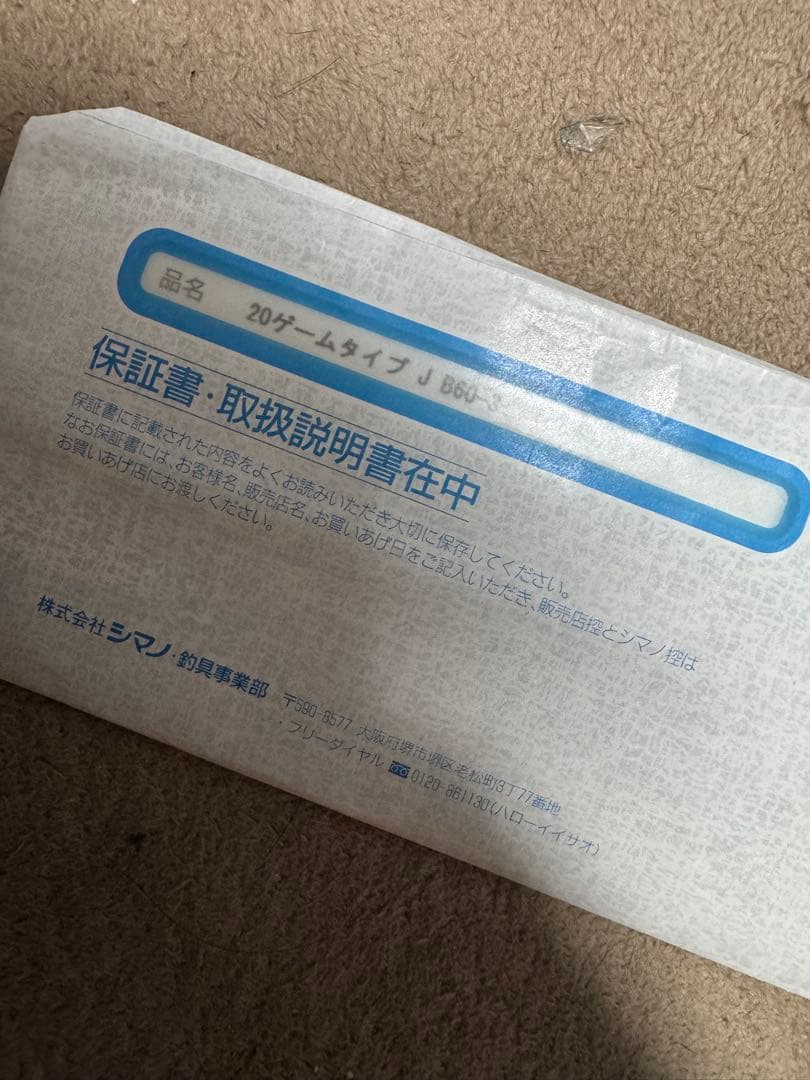 品名 20ゲームタイプ J B60-3
保証書・取扱説明書在中
保証書に記載された内容をよくお読みいただき大切に保存してください。
なお保証書には、お客様名、販売店名、お買いあげ日をご記入いただき、販売店控とシマノ控は
お買いあげ店にお渡しください。
株式会社シマノ・釣具事業部 〒590-8577 大阪府堺市堺区老松町3丁77番地
・フリーダイヤル 0120-861130(ハローイイサオ)